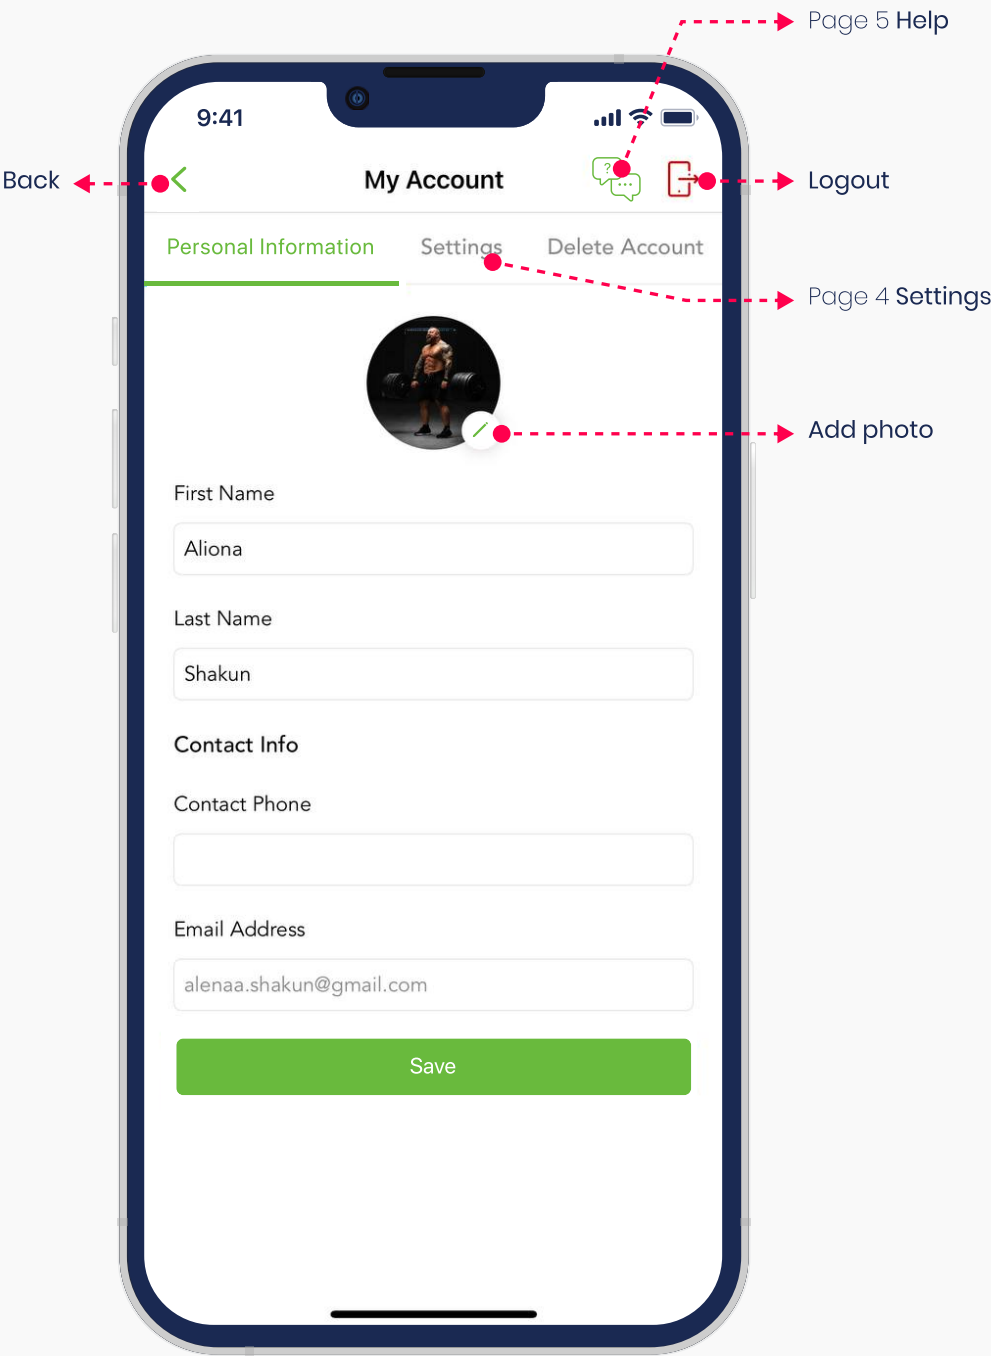 Page 5 Help
9:41
Back
My Account
?
Logout
Personal Information
Settings
Delete Account
Page 4 Settings
Add photo
First Name
Aliona
Last Name
Shakun
Contact Info
Contact Phone
Email Address
alenaa.shakun@gmail.com
Save